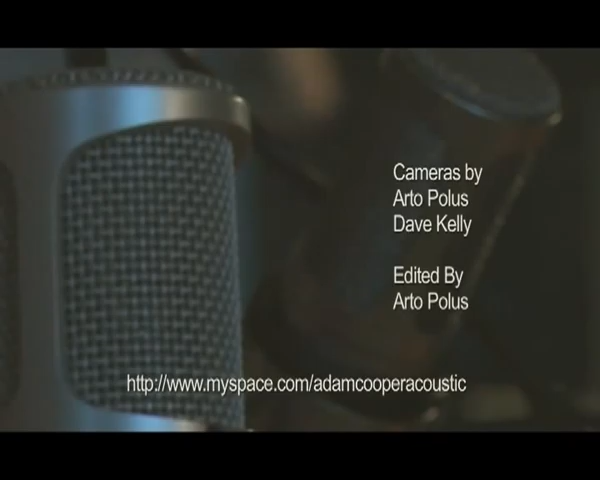 Cameras by
Arto Polus
Dave Kelly
Edited By
Arto Polus
http://www.myspace.com/adamcooperacoustic